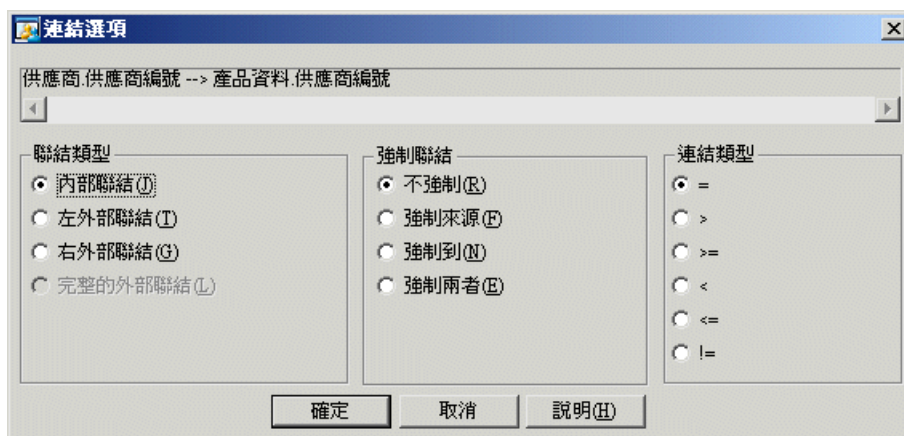 連結選項
供應商.供應商編號 --> 產品資料.供應商編號
聯結類型
內部聯結(J)
左外部聯結(T)
右外部聯結(G)
完整的外部聯結(L)
強制聯結
不強制(R)
強制來源(F)
強制到(N)
強制兩者(E)
連結類型
=
>
>=
<
<=
!=
確定
取消
說明(H)